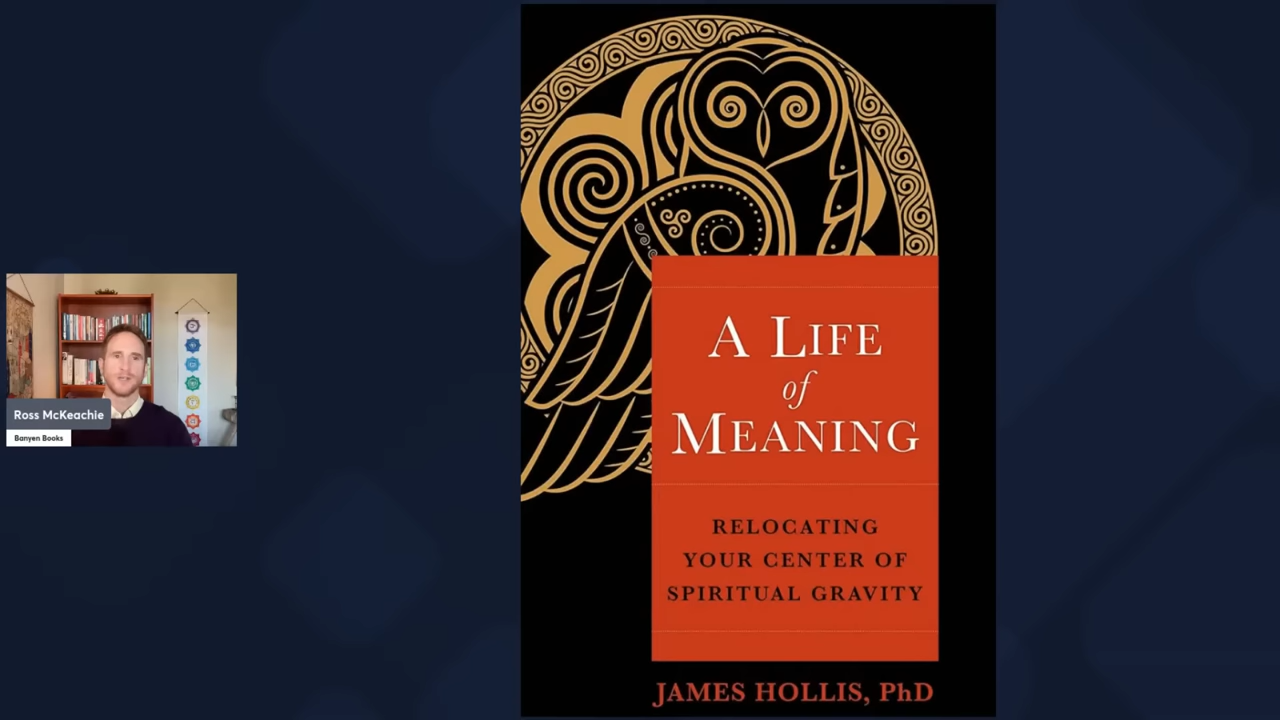 Ross McKeachie
Banyen Books
A LIFE
of
MEANING
RELOCATING
YOUR CENTER OF
SPIRITUAL GRAVITY
JAMES HOLLIS, PhD